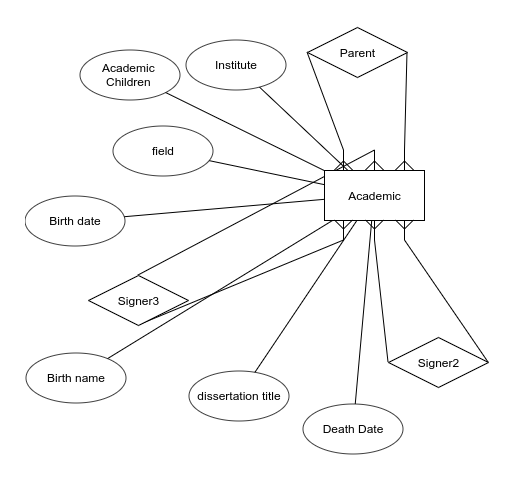 Parent
Academic
Children
Institute
field
Academic
Birth date
Signer3
Signer2
Birth name
dissertation title
Death Date